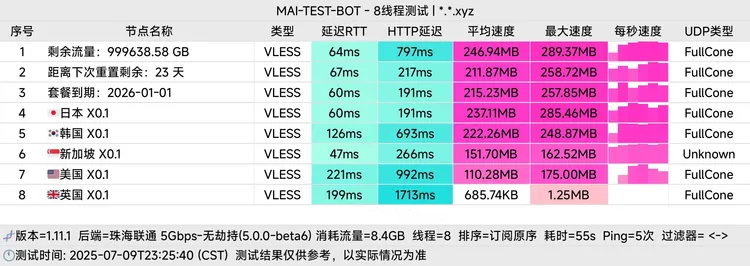 MAI-TEST-BOT - 8线程测试 | *.*.xyz
序号 节点名称 类型 延迟RTT HTTP延迟 平均速度 最大速度 每秒速度 UDP类型
1 剩余流量：999638.58 GB VLESS 64ms 797ms 246.94MB 289.37MB FullCone
2 距离下次重置剩余：23 天 VLESS 67ms 217ms 211.87MB 258.72MB FullCone
3 套餐到期：2026-01-01 VLESS 60ms 191ms 215.23MB 257.85MB FullCone
4 🇯🇵日本 X0.1 VLESS 60ms 191ms 237.11MB 285.46MB FullCone
5 🇰🇷韩国 X0.1 VLESS 126ms 693ms 222.26MB 248.87MB FullCone
6 🇸🇬新加坡 X0.1 VLESS 47ms 266ms 151.70MB 162.52MB Unknown
7 🇺🇸美国 X0.1 VLESS 221ms 992ms 110.28MB 175.00MB FullCone
8 🇬🇧英国 X0.1 VLESS 199ms 1713ms 685.74KB 1.25MB FullCone
版本=1.11.1 后端=珠海联通 5Gbps-无劫持(5.0.0-beta6) 消耗流量=8.4GB 线程=8 排序=订阅原序 耗时=55s Ping=5次 过滤器= <->
测试时间: 2025-07-09T23:25:40 (CST) 测试结果仅供参考，以实际情况为准